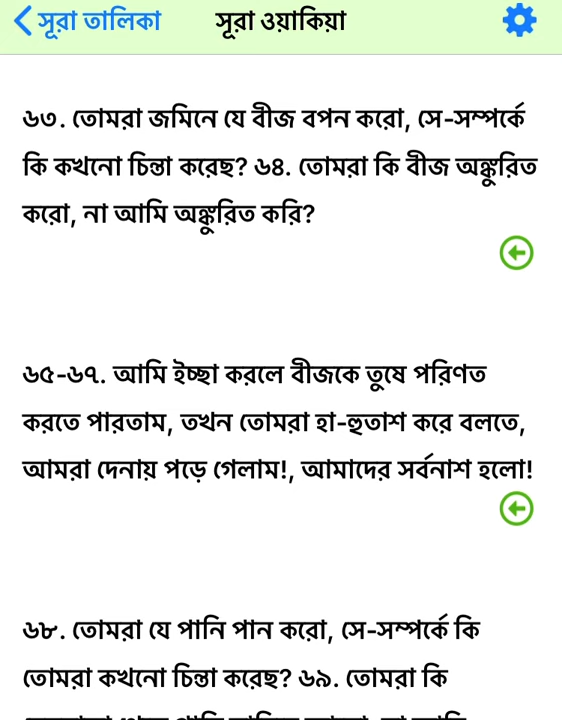 সূরা তালিকা সূরা ওয়াকিয়া
৬৩. তোমরা জমিনে যে বীজ বপন করো, সে-সম্পর্কে
কি কখনো চিন্তা করেছ? ৬৪. তোমরা কি বীজ অঙ্কুরিত
করো, না আমি অঙ্কুরিত করি?
৬৫-৬৭. আমি ইচ্ছা করলে বীজকে তুষে পরিণত
করতে পারতাম, তখন তোমরা হা-হুতাশ করে বলতে,
আমরা দেনায় পড়ে গেলাম!, আমাদের সর্বনাশ হলো!
৬৮. তোমরা যে পানি পান করো, সে-সম্পর্কে কি
তোমরা কখনো চিন্তা করেছ? ৬৯. তোমরা কি